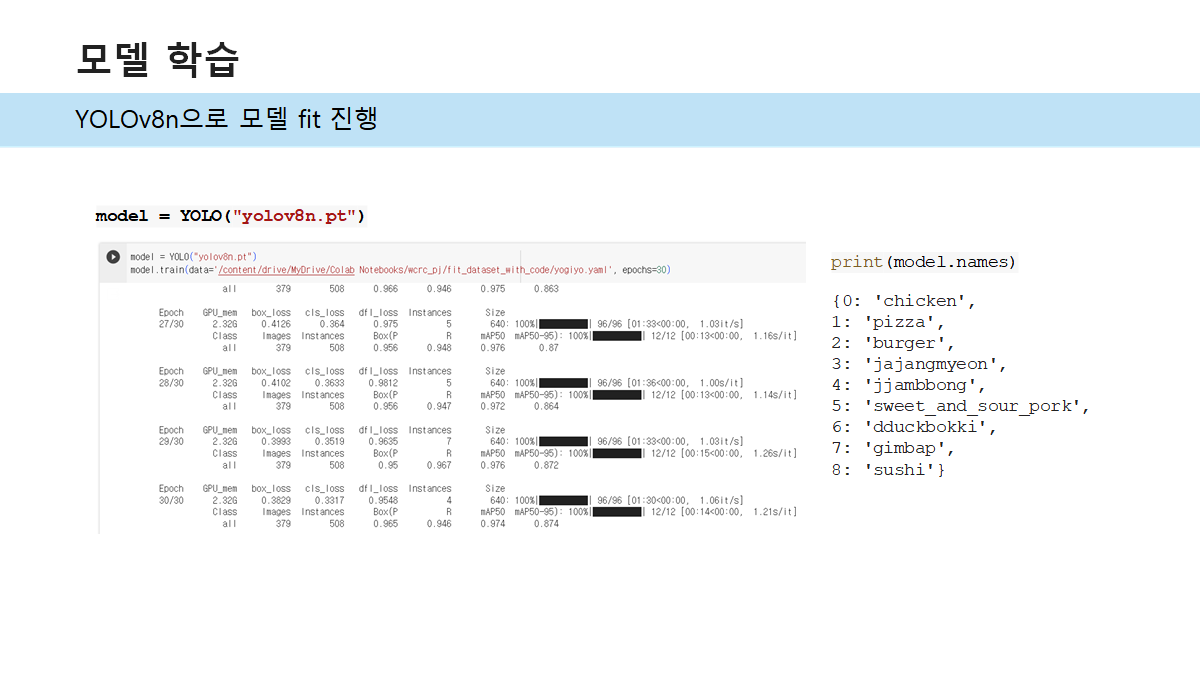 모델 학습
YOLOv8n으로 모델 fit 진행
model = YOLO("yolov8n.pt")
model = YOLO("yolov8n.pt")
model.train(data='/content/drive/MyDrive/Colab Notebooks/wcrc_pj/fit_dataset_with_code/yogiyo.yaml', epochs=30)
all 379 508 0.966 0.946 0.975 0.863
Epoch GPU_mem box_loss cls_loss dfl_loss Instances Size
27/30 2.32G 0.4126 0.364 0.975 5 640: 100%|██████████| 96/96 [01:33<00:00, 1.03it/s]
Class Images Instances Box(P R mAP50 mAP50-95): 100%|██████████| 12/12 [00:13<00:00, 1.16s/it]
all 379 508 0.956 0.948 0.976 0.87
Epoch GPU_mem box_loss cls_loss dfl_loss Instances Size
28/30 2.32G 0.4102 0.3633 0.9812 5 640: 100%|██████████| 96/96 [01:36<00:00, 1.00s/it]
Class Images Instances Box(P R mAP50 mAP50-95): 100%|██████████| 12/12 [00:13<00:00, 1.14s/it]
all 379 508 0.956 0.947 0.972 0.864
Epoch GPU_mem box_loss cls_loss dfl_loss Instances Size
29/30 2.32G 0.3993 0.3519 0.9635 7 640: 100%|██████████| 96/96 [01:33<00:00, 1.03it/s]
Class Images Instances Box(P R mAP50 mAP50-95): 100%|██████████| 12/12 [00:15<00:00, 1.26s/it]
all 379 508 0.95 0.967 0.976 0.872
Epoch GPU_mem box_loss cls_loss dfl_loss Instances Size
30/30 2.32G 0.3829 0.3317 0.9548 4 640: 100%|██████████| 96/96 [01:30<00:00, 1.06it/s]
Class Images Instances Box(P R mAP50 mAP50-95): 100%|██████████| 12/12 [00:14<00:00, 1.21s/it]
all 379 508 0.965 0.946 0.974 0.874
print(model.names)
{0: 'chicken',
1: 'pizza',
2: 'burger',
3: 'jajangmyeon',
4: 'jjambbong',
5: 'sweet_and_sour_pork',
6: 'dduckbokki',
7: 'gimbap',
8: 'sushi'}